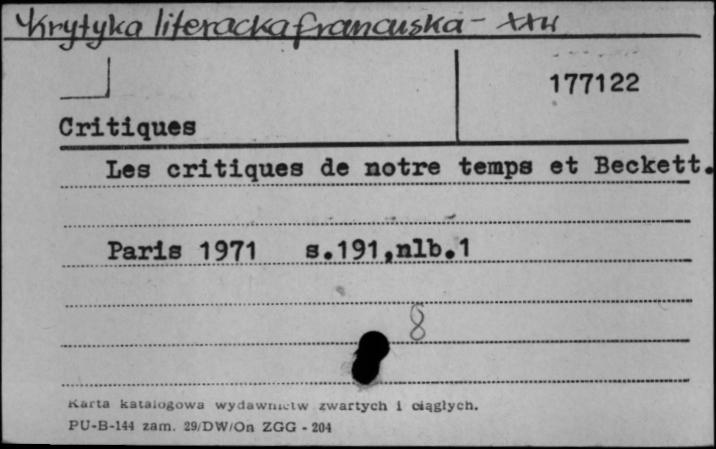 Krytyka literacka francuska - XX w
177122
Critiques
Les critiques de notre temps et Beckett.
Paris 1971 s.191,nlb.1
8
Karta katalogowa wydawnictw zwartych i ciągłych.
PU-B-144 zam. 29/DW/On ZGG - 204